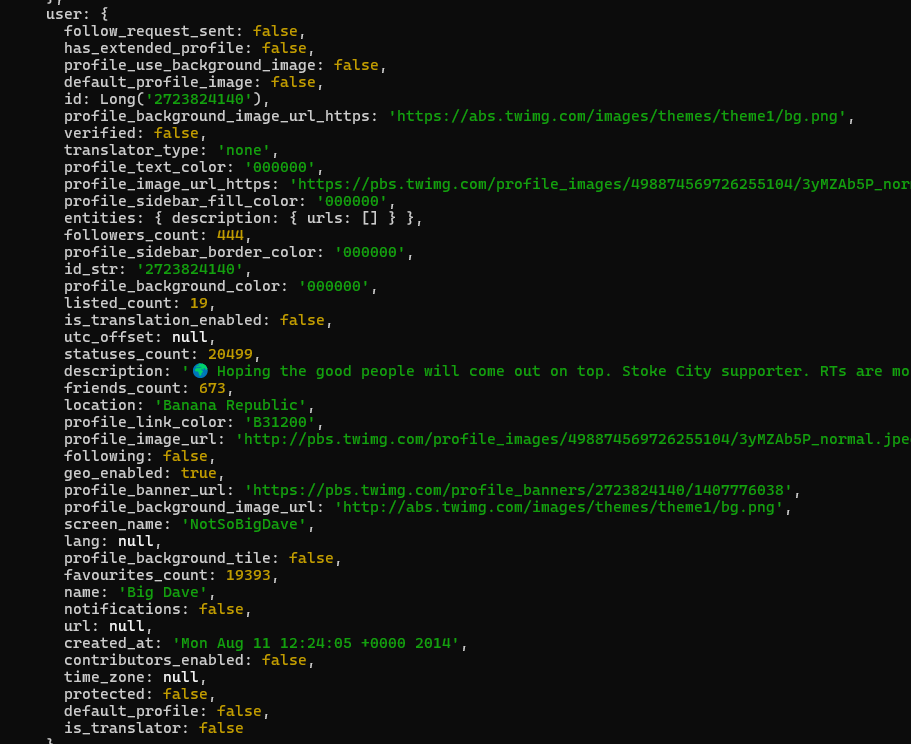 },
user: {
follow_request_sent: false,
has_extended_profile: false,
profile_use_background_image: false,
default_profile_image: false,
id: Long('2723824140'),
profile_background_image_url_https: 'https://abs.twimg.com/images/themes/theme1/bg.png',
verified: false,
translator_type: 'none',
profile_text_color: '000000',
profile_image_url_https: 'https://pbs.twimg.com/profile_images/498874569726255104/3yMZAb5P_nor
profile_sidebar_fill_color: '000000',
entities: { description: { urls: [] } },
followers_count: 444,
profile_sidebar_border_color: '000000',
id_str: '2723824140',
profile_background_color: '000000',
listed_count: 19,
is_translation_enabled: false,
utc_offset: null,
statuses_count: 20499,
description: '🌍 Hoping the good people will come out on top. Stoke City supporter. RTs are mo
friends_count: 673,
location: 'Banana Republic',
profile_link_color: 'B31200',
profile_image_url: 'http://pbs.twimg.com/profile_images/498874569726255104/3yMZAb5P_normal.jpe
following: false,
geo_enabled: true,
profile_banner_url: 'https://pbs.twimg.com/profile_banners/2723824140/1407776038',
profile_background_image_url: 'http://abs.twimg.com/images/themes/theme1/bg.png',
screen_name: 'NotSoBigDave',
lang: null,
profile_background_tile: false,
favourites_count: 19393,
name: 'Big Dave',
notifications: false,
url: null,
created_at: 'Mon Aug 11 12:24:05 +0000 2014',
contributors_enabled: false,
time_zone: null,
protected: false,
default_profile: false,
is_translator: false
}